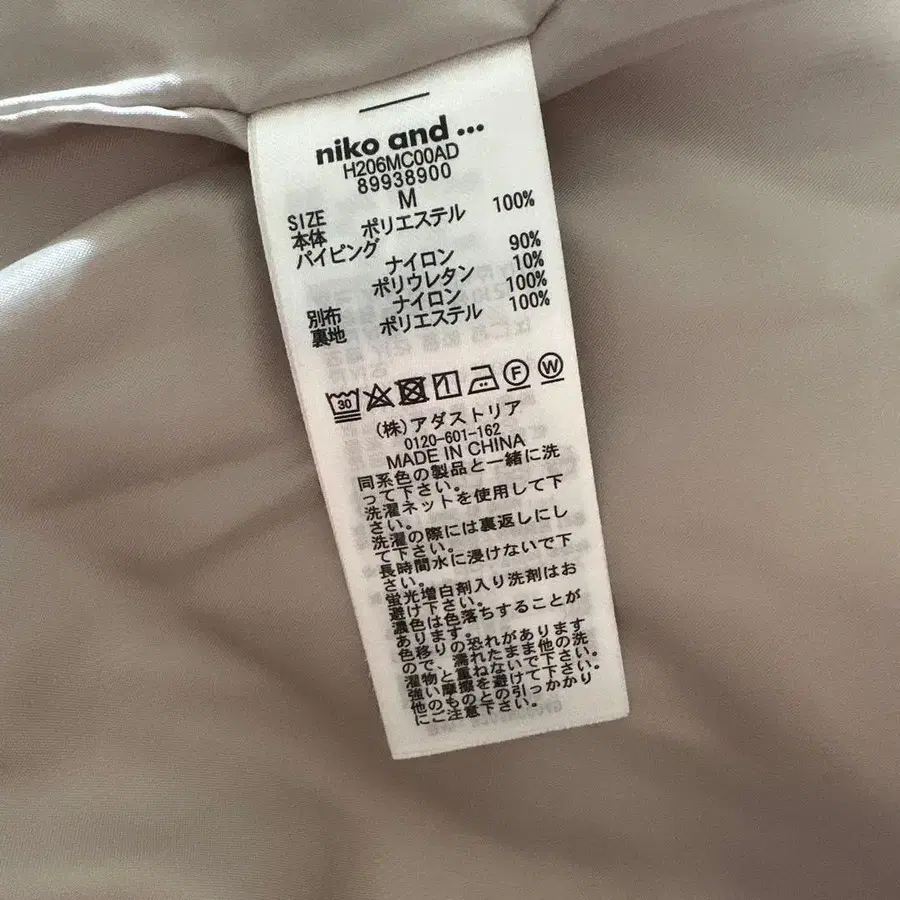 niko and ...
H206MC00AD
89938900
SIZE M
本体 ポリエステル 100%
パイピング
ナイロン 90%
ポリウレタン 10%
別布 ナイロン 100%
裏地 ポリエステル 100%
30 F W
(株)アダストリア
0120-601-162
MADE IN CHINA
同系色の製品と一緒に洗
って下さい。
洗濯ネットを使用して下
さい。
洗濯の際には裏返しにし
て下さい。
長時間水に浸けないで下
さい。
蛍光増白剤入り洗剤はお
避け下さい。
濃色は色落ちすることが
あります。
色移りの恐れがあります
ので、濡れたまま他の洗
濯物と重ねないで下さい。
強い摩擦を避けて下さい。
他のものとの引っかかり
にご注意下さい。